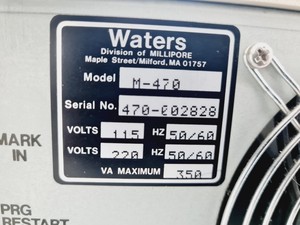 Waters
Division of MILLIPORE
Maple Street/Milford, MA 01757
Model M-470
Serial No. 470-002828
VOLTS 115 HZ 50/60
VOLTS 220 HZ 50/60
VA MAXIMUM 350
MARK
IN
PRG
RESTART